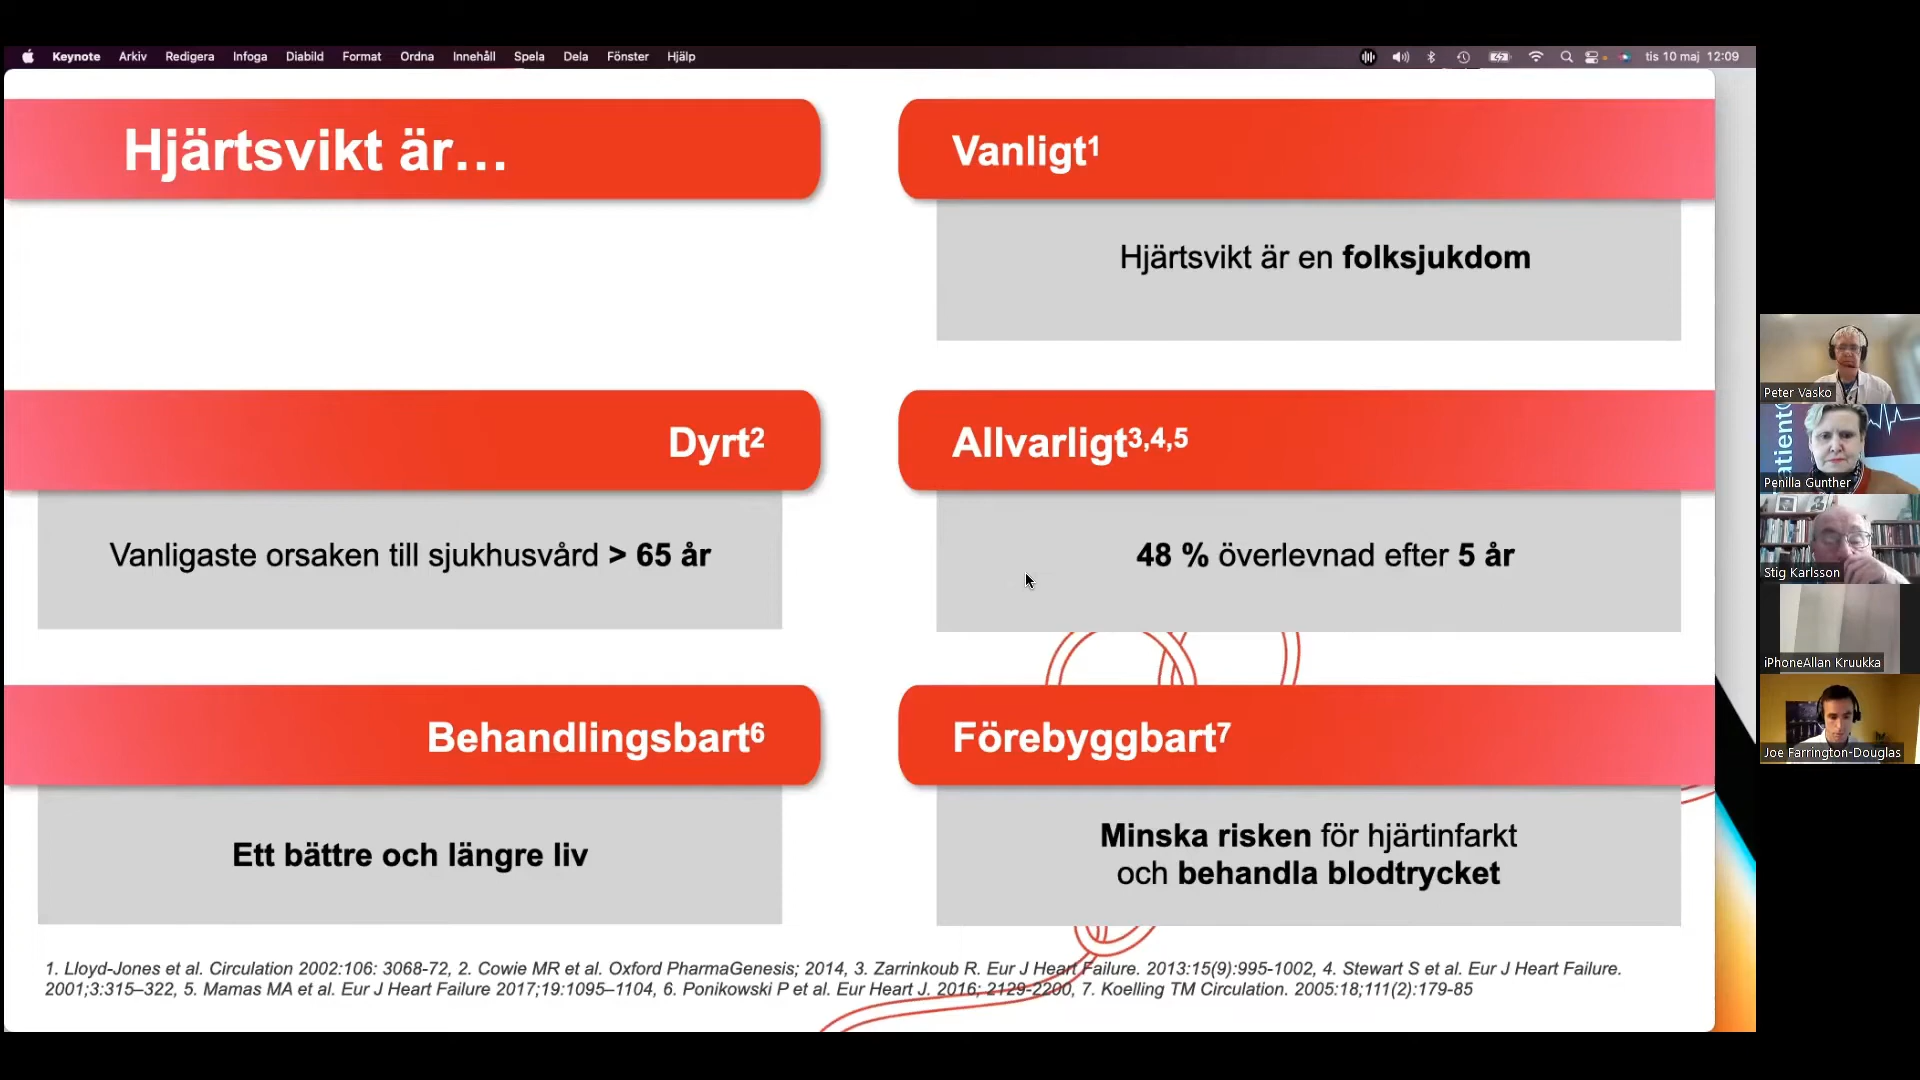 Keynote Arkiv Redigera Infoga Diabild Format Ordna Innehåll Spela Dela Fönster Hjälp tis 10 maj 12:09
Hjärtsvikt är…
Vanligt1
Hjärtsvikt är en folksjukdom
Dyrt2
Vanligaste orsaken till sjukhusvård > 65 år
Allvarligt3,4,5
48 % överlevnad efter 5 år
Behandlingsbart6
Ett bättre och längre liv
Förebyggbart7
Minska risken för hjärtinfarkt
och behandla blodtrycket
1. Lloyd-Jones et al. Circulation 2002:106: 3068-72, 2. Cowie MR et al. Oxford PharmaGenesis; 2014, 3. Zarrinkoub R. Eur J Heart Failure. 2013:15(9):995-1002, 4. Stewart S et al. Eur J Heart Failure.
2001;3:315–322, 5. Mamas MA et al. Eur J Heart Failure 2017;19:1095–1104, 6. Ponikowski P et al. Eur Heart J. 2016; 2129-2200, 7. Koelling TM Circulation. 2005:18;111(2):179-85
Peter Vasko
atient
Penilla Gunther
Stig Karlsson
iPhoneAllan Kruukka
Joe Farrington-Douglas